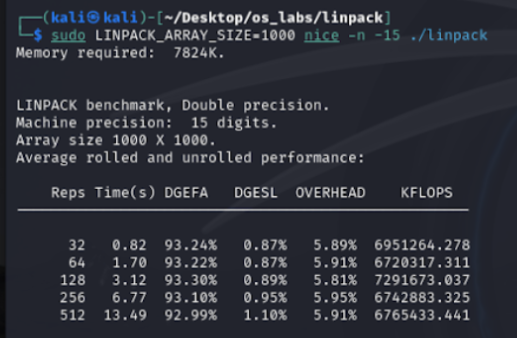 (kali㉿kali)-[~/Desktop/os_labs/linpack]
$ sudo LINPACK_ARRAY_SIZE=1000 nice -n -15 ./linpack
Memory required:  7824K.
LINPACK benchmark, Double precision.
Machine precision:  15 digits.
Array size 1000 X 1000.
Average rolled and unrolled performance:
Reps Time(s) DGEFA   DGESL  OVERHEAD    KFLOPS
32   0.82  93.24%   0.87%   5.89%  6951264.278
64   1.70  93.22%   0.87%   5.91%  6720317.311
128   3.12  93.30%   0.89%   5.81%  7291673.037
256   6.77  93.10%   0.95%   5.95%  6742883.325
512  13.49  92.99%   1.10%   5.91%  6765433.441